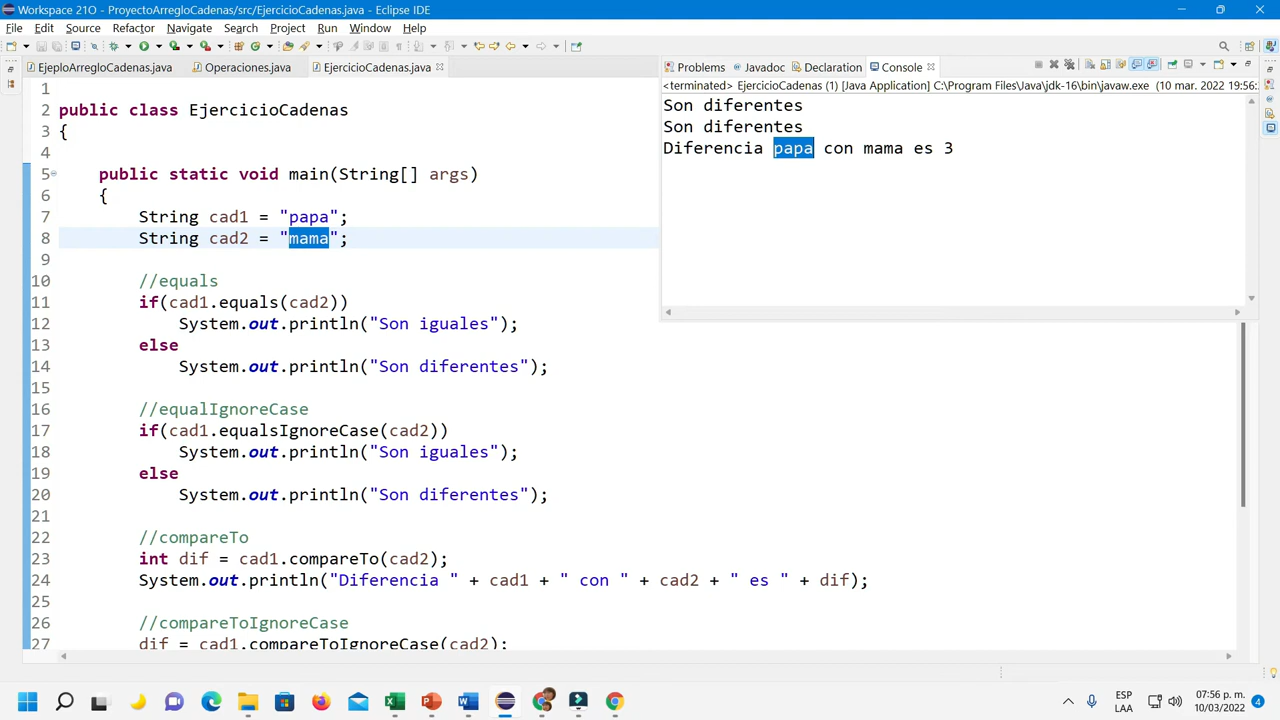 Workspace 21O - ProyectoArregloCadenas/src/EjercicioCadenas.java - Eclipse IDE
File Edit Source Refactor Navigate Search Project Run Window Help
EjeploArregloCadenas.java Operaciones.java EjercicioCadenas.java
1
2 public class EjercicioCadenas
3 {
4
5 public static void main(String[] args)
6 {
7 String cad1 = "papa";
8 String cad2 = "mama";
9
10 //equals
11 if(cad1.equals(cad2))
12 System.out.println("Son iguales");
13 else
14 System.out.println("Son diferentes");
15
16 //equalIgnoreCase
17 if(cad1.equalsIgnoreCase(cad2))
18 System.out.println("Son iguales");
19 else
20 System.out.println("Son diferentes");
21
22 //compareTo
23 int dif = cad1.compareTo(cad2);
24 System.out.println("Diferencia " + cad1 + " con " + cad2 + " es " + dif);
25
26 //compareToIgnoreCase
27 dif = cad1.compareToIgnoreCase(cad2);
Problems Javadoc Declaration Console
<terminated> EjercicioCadenas (1) [Java Application] C:\Program Files\Java\jdk-16\bin\javaw.exe (10 mar. 2022 19:56:
Son diferentes
Son diferentes
Diferencia papa con mama es 3
ESP
LAA
07:56 p. m.
10/03/2022
4